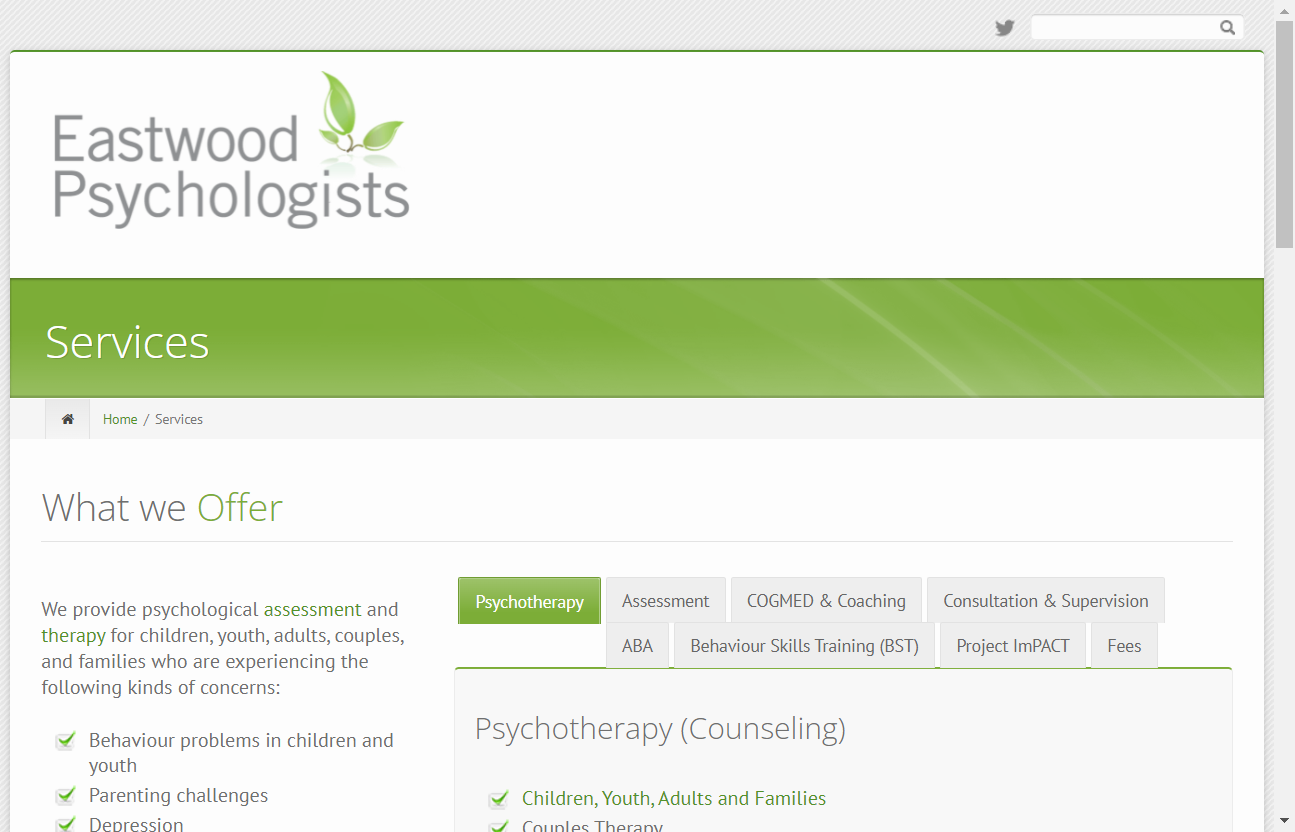 Eastwood
Psychologists
Services
Home / Services
What we Offer
We provide psychological assessment and
therapy for children, youth, adults, couples,
and families who are experiencing the
following kinds of concerns:
Behaviour problems in children and
youth
Parenting challenges
Depression
Psychotherapy
Assessment
COGMED & Coaching
Consultation & Supervision
ABA
Behaviour Skills Training (BST)
Project ImPACT
Fees
Psychotherapy (Counseling)
Children, Youth, Adults and Families
Couples Therapy